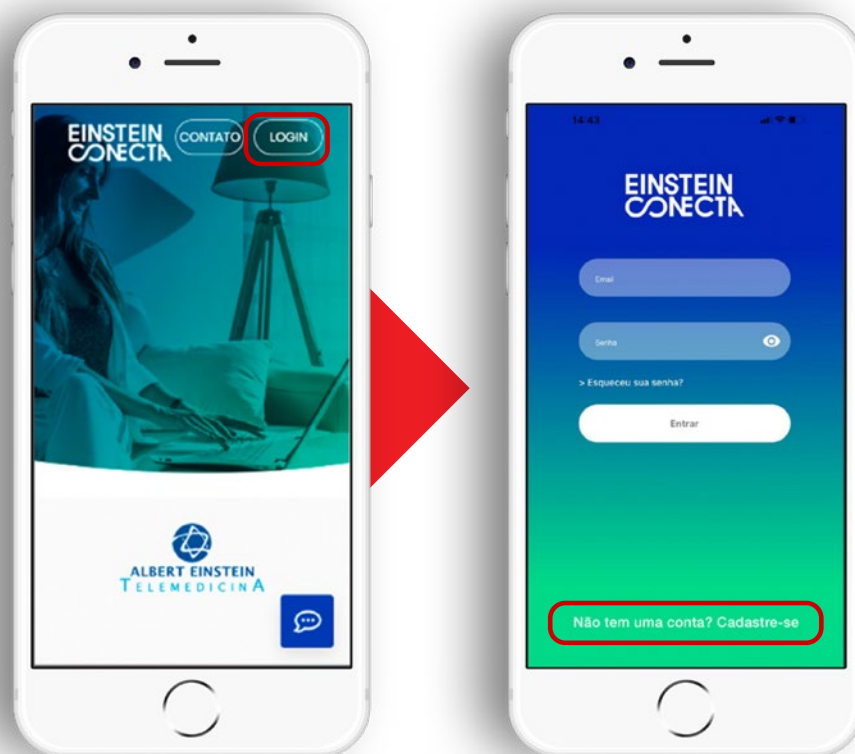 EINSTEIN
CONECTA
CONTATO
LOGIN
ALBERT EINSTEIN
TELEMEDICINA
14:43
EINSTEIN
CONECTA
Email
Senha
> Esqueceu sua senha?
Entrar
Não tem uma conta? Cadastre-se